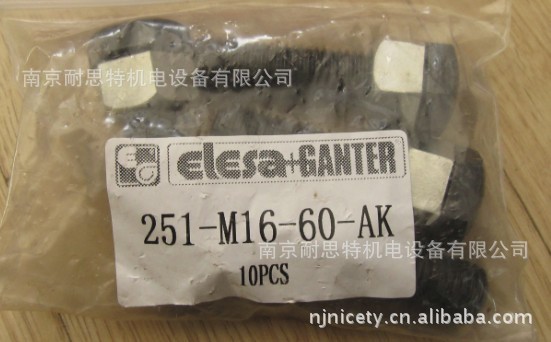 南京耐思特机电设备有限公司
elesa+GANTER
251-M16-60-AK
南京耐思特机电设备有限公司
10PCS
njnicety.cn.alibaba.com